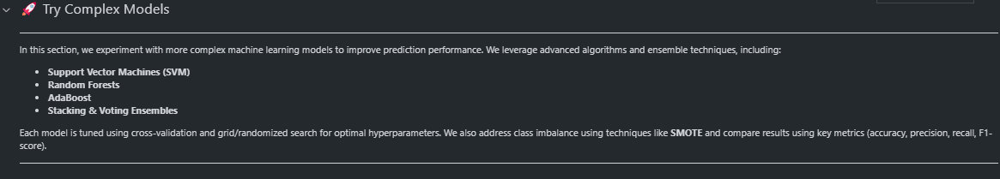 🚀 Try Complex Models
In this section, we experiment with more complex machine learning models to improve prediction performance. We leverage advanced algorithms and ensemble techniques, including:
• Support Vector Machines (SVM)
• Random Forests
• AdaBoost
• Stacking & Voting Ensembles
Each model is tuned using cross-validation and grid/randomized search for optimal hyperparameters. We also address class imbalance using techniques like SMOTE and compare results using key metrics (accuracy, precision, recall, F1-
score).